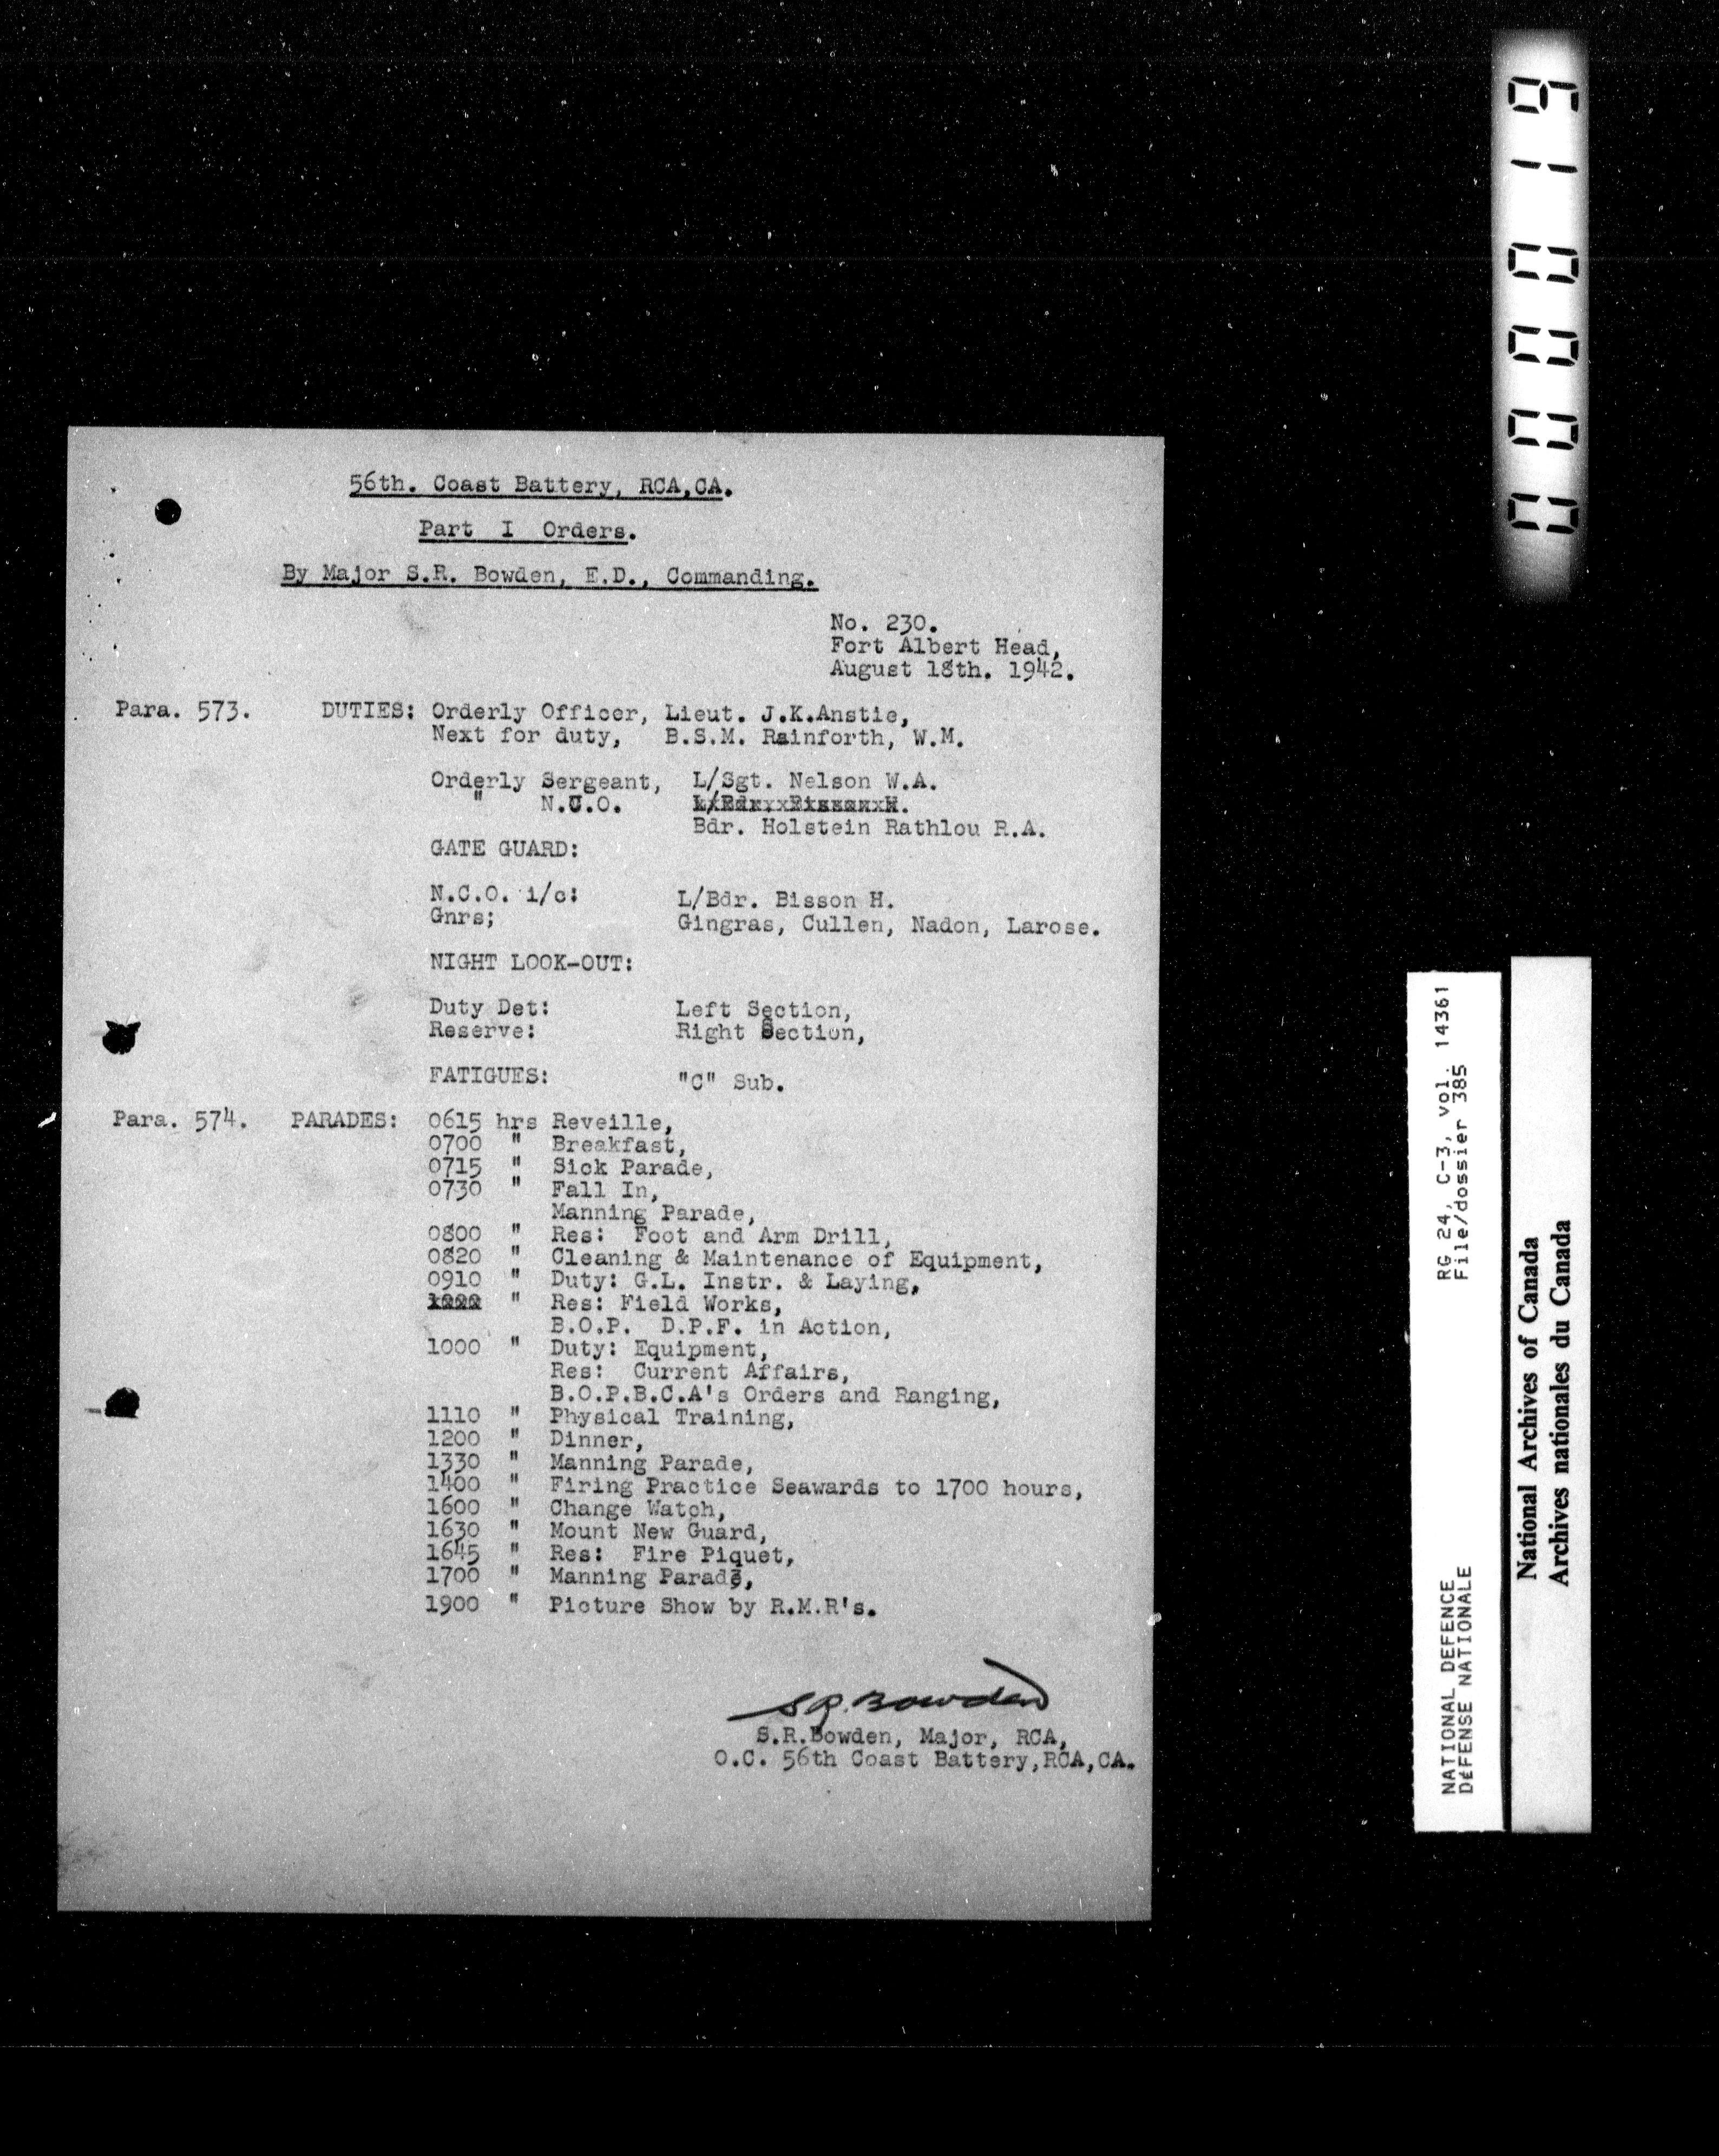 56th. Coast Battery, RCA,CA.
Part I Orders.
By Major S.R. Bowden, E.D., Commanding.
No. 230.
Fort Albert Head,
August 18th. 1942.
Para. 573. DUTIES: Orderly Officer, Lieut. J.K.Anstie,
Next for duty, B.S.M. Rainforth, W.M.
Orderly Sergeant, L/Sgt. Nelson W.A.
" N.C.O.
Bdr. Holstein Rathlou R.A.
GATE GUARD:
N.C.O. i/c: L/Bdr. Bisson H.
Gnrs; Gingras, Cullen, Nadon, Larose.
NIGHT LOOK-OUT:
Duty Det: Left Section,
Reserve: Right Section,
FATIGUES: "C" Sub.
Para. 574. PARADES: 0615 hrs Reveille,
0700 " Breakfast,
0715 " Sick Parade,
0730 " Fall In,
Manning Parade,
0800 " Res: Foot and Arm Drill,
0820 " Cleaning & Maintenance of Equipment,
0910 " Duty: G.L. Instr. & Laying,
" Res: Field Works,
B.O.P. D.P.F. in Action,
1000 " Duty: Equipment,
Res: Current Affairs,
B.O.P.B.C.A's Orders and Ranging,
1110 " Physical Training,
1200 " Dinner,
1330 " Manning Parade,
1400 " Firing Practice Seawards to 1700 hours,
1600 " Change Watch,
1630 " Mount New Guard,
1645 " Res: Fire Piquet,
1700 " Manning Parade,
1900 " Picture Show by R.M.R's.
S.R. Bowden
S.R.Bowden, Major, RCA,
O.C. 56th Coast Battery,RCA,CA.
000019
NATIONAL DEFENCE RG 24, C-3, vol. 14361
DÉFENSE NATIONALE File/dossier 385
National Archives of Canada
Archives nationales du Canada